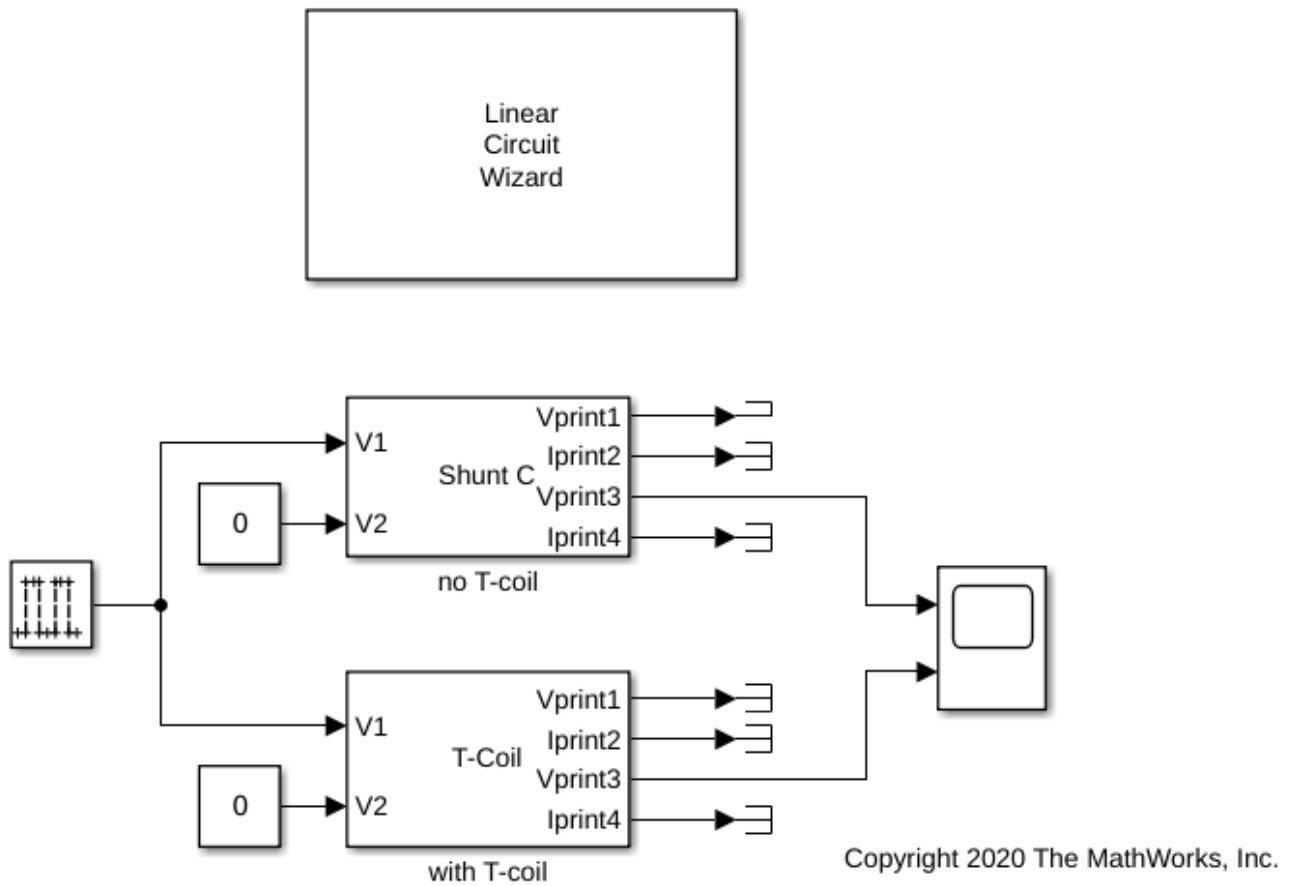 Linear
Circuit
Wizard
V1
V2
Shunt C
Vprint1
Iprint2
Vprint3
Iprint4
0
no T-coil
V1
V2
T-Coil
Vprint1
Iprint2
Vprint3
Iprint4
0
with T-coil
Copyright 2020 The MathWorks, Inc.